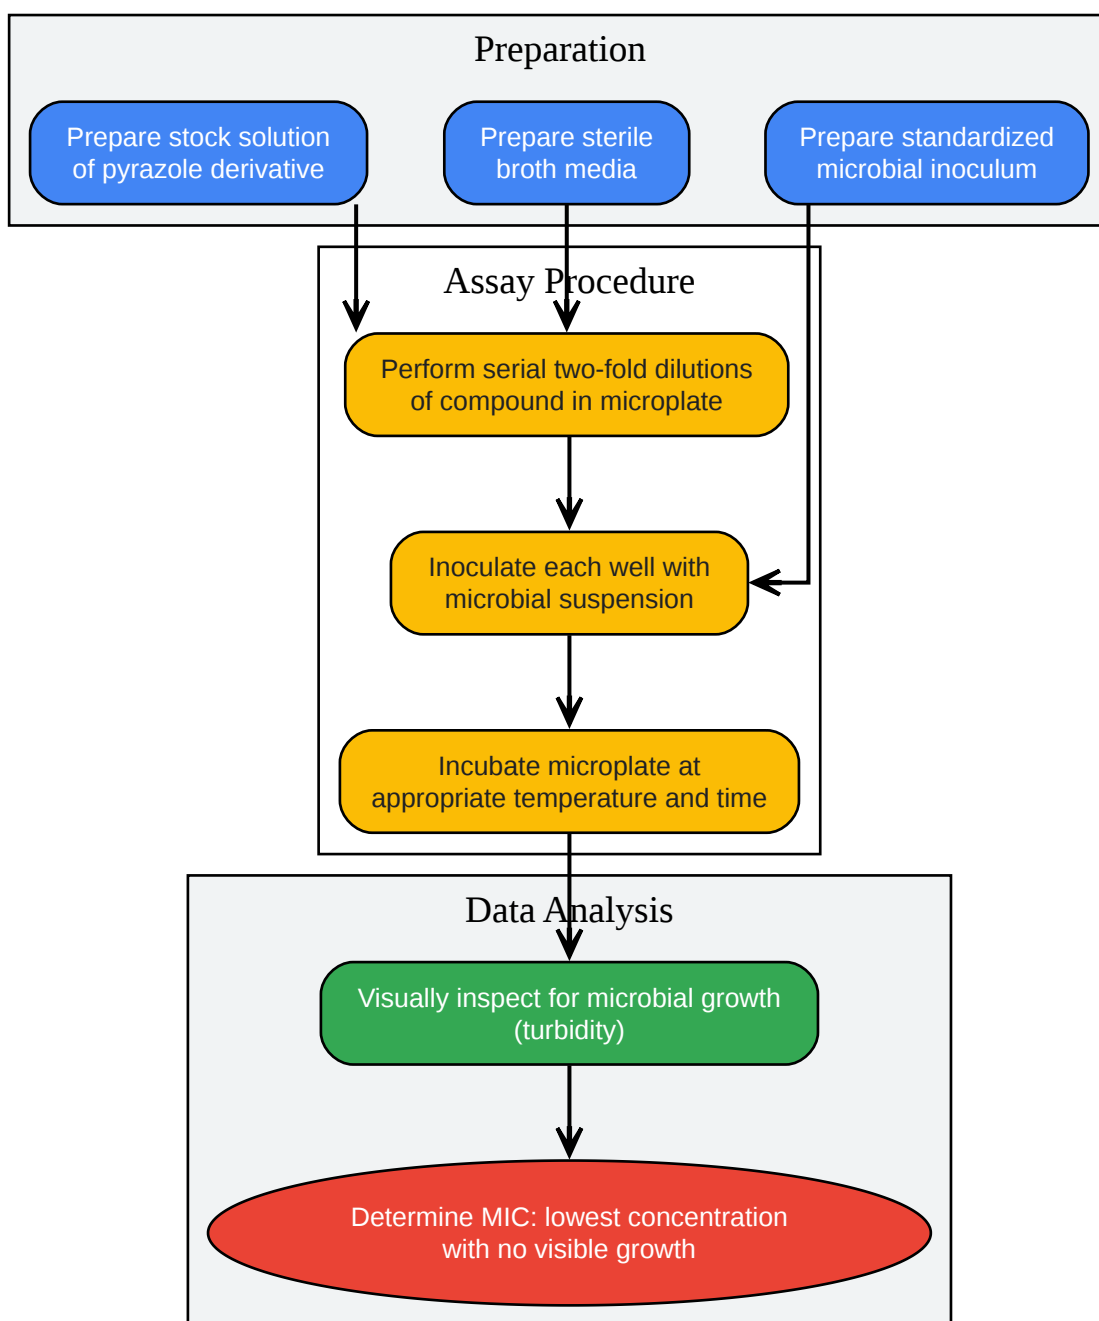 Preparation
Prepare stock solution
of pyrazole derivative
Prepare sterile
broth media
Prepare standardized
microbial inoculum
Assay Procedure
Perform serial two-fold dilutions
of compound in microplate
Inoculate each well with
microbial suspension
Incubate microplate at
appropriate temperature and time
Data Analysis
Visually inspect for microbial growth
(turbidity)
Determine MIC: lowest concentration
with no visible growth